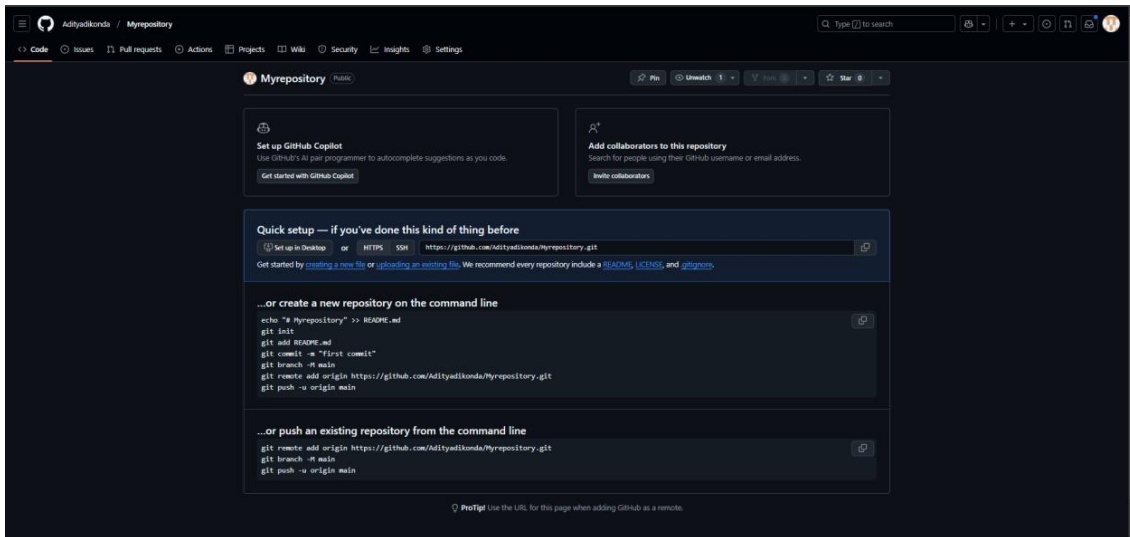 Adityadikonda / Myrepository
Type / to search
Code Issues Pull requests Actions Projects Wiki Security Insights Settings
Myrepository Public
Pin Unwatch 1 Fork 0 Star 0
Set up GitHub Copilot
Use GitHub's AI pair programmer to autocomplete suggestions as you code.
Get started with GitHub Copilot
Add collaborators to this repository
Search for people using their GitHub username or email address.
Invite collaborators
Quick setup — if you've done this kind of thing before
Set up in Desktop or HTTPS SSH https://github.com/Adityadikonda/Myrepository.git
Get started by creating a new file or uploading an existing file. We recommend every repository include a README, LICENSE, and .gitignore.
...or create a new repository on the command line
echo "# Myrepository" >> README.md
git init
git add README.md
git commit -m "first commit"
git branch -M main
git remote add origin https://github.com/Adityadikonda/Myrepository.git
git push -u origin main
...or push an existing repository from the command line
git remote add origin https://github.com/Adityadikonda/Myrepository.git
git branch -M main
git push -u origin main
ProTip! Use the URL for this page when adding GitHub as a remote.